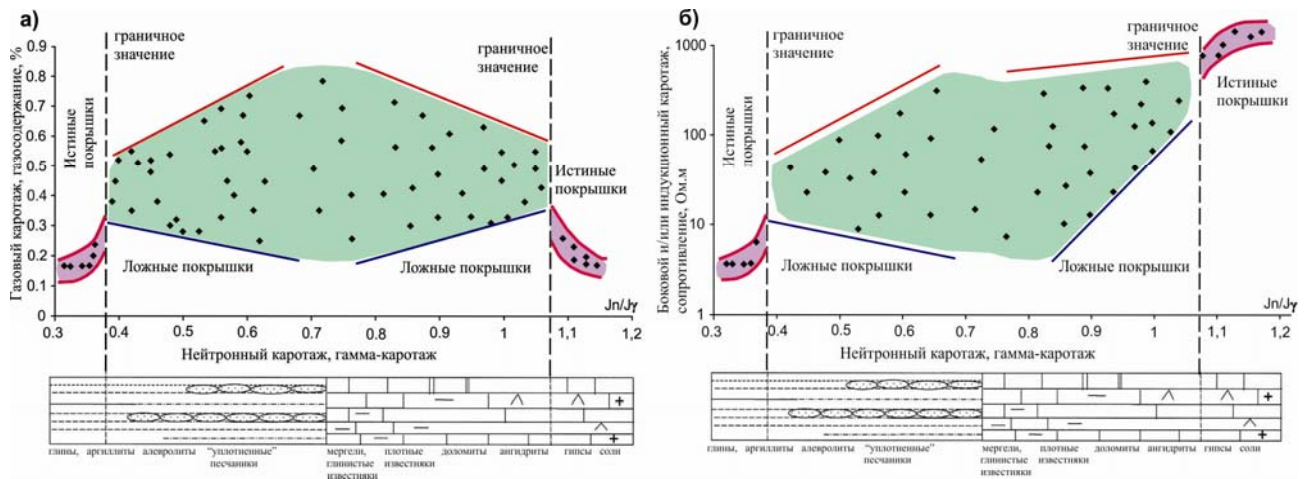 а)
Газовый каротаж, газосодержание, %
0.9
0.8
0.7
0.6
0.5
0.4
0.3
0.2
0.1
0
граничное
значение
граничное
значение
Истиные
покрышки
Истиные
покрышки
Ложные покрышки
Ложные покрышки
Jn/Jγ
0.3 0.4 0.5 0.6 0.7 0.8 0.9 1 1,1 1,2
Нейтронный каротаж, гамма-каротаж
глины, аргиллиты алевролиты "уплотненные"
песчаники
мергели,
глинистые
известняки
плотные
известняки
доломиты ангидриты гипсы соли
б)
Боковой и/или индукционный каротаж,
сопротивление, Ом.м
1000
100
10
1
граничное
значение
граничное
значение
Истиные
покрышки
Истиные
покрышки
Ложные покрышки
Ложные покрышки
Jn/Jγ
0.3 0.4 0.5 0.6 0.7 0.8 0.9 1 1,1 1,2
Нейтронный каротаж, гамма-каротаж
глины, аргиллиты алевролиты "уплотненные"
песчаники
мергели,
глинистые
известняки
плотные
известняки
доломиты ангидриты гипсы соли